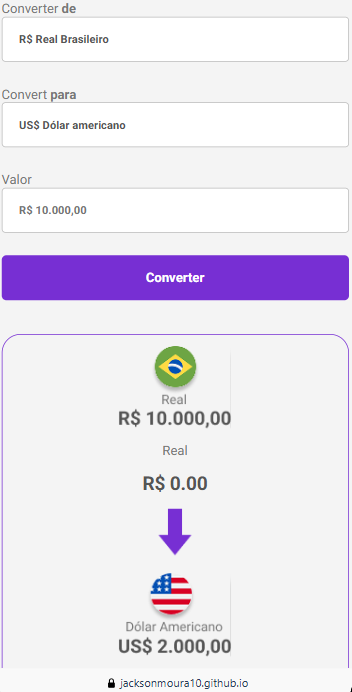 Converter de
R$ Real Brasileiro
Convert para
US$ Dólar americano
Valor
R$ 10.000,00
Converter
Real
R$ 10.000,00
Real
R$ 0.00
Dólar Americano
US$ 2.000,00
jacksonmoura10.github.io